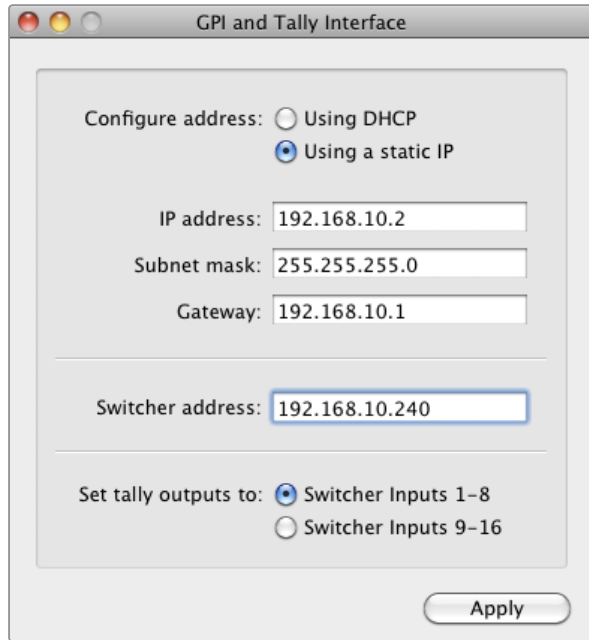 GPI and Tally Interface
Configure address: Using DHCP
Using a static IP
IP address: 192.168.10.2
Subnet mask: 255.255.255.0
Gateway: 192.168.10.1
Switcher address: 192.168.10.240
Set tally outputs to: Switcher Inputs 1–8
Switcher Inputs 9–16
Apply